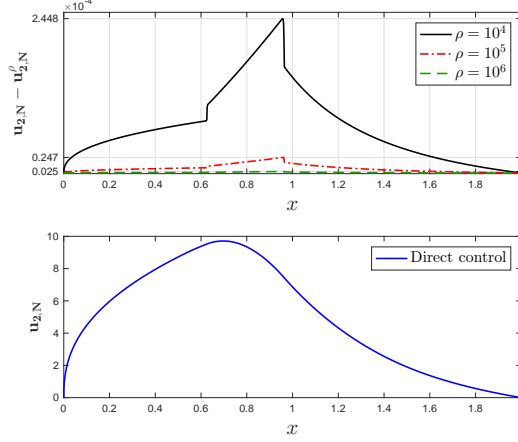 ×10⁻⁴
2.448
0.247
0.025
u₂,N − u₂,Nᵖ
ρ = 10⁴
ρ = 10⁵
ρ = 10⁶
0 0.2 0.4 0.6 0.8 1 1.2 1.4 1.6 1.8
x
10
8
6
4
2
0
u₂,N
Direct control
0 0.2 0.4 0.6 0.8 1 1.2 1.4 1.6 1.8
x